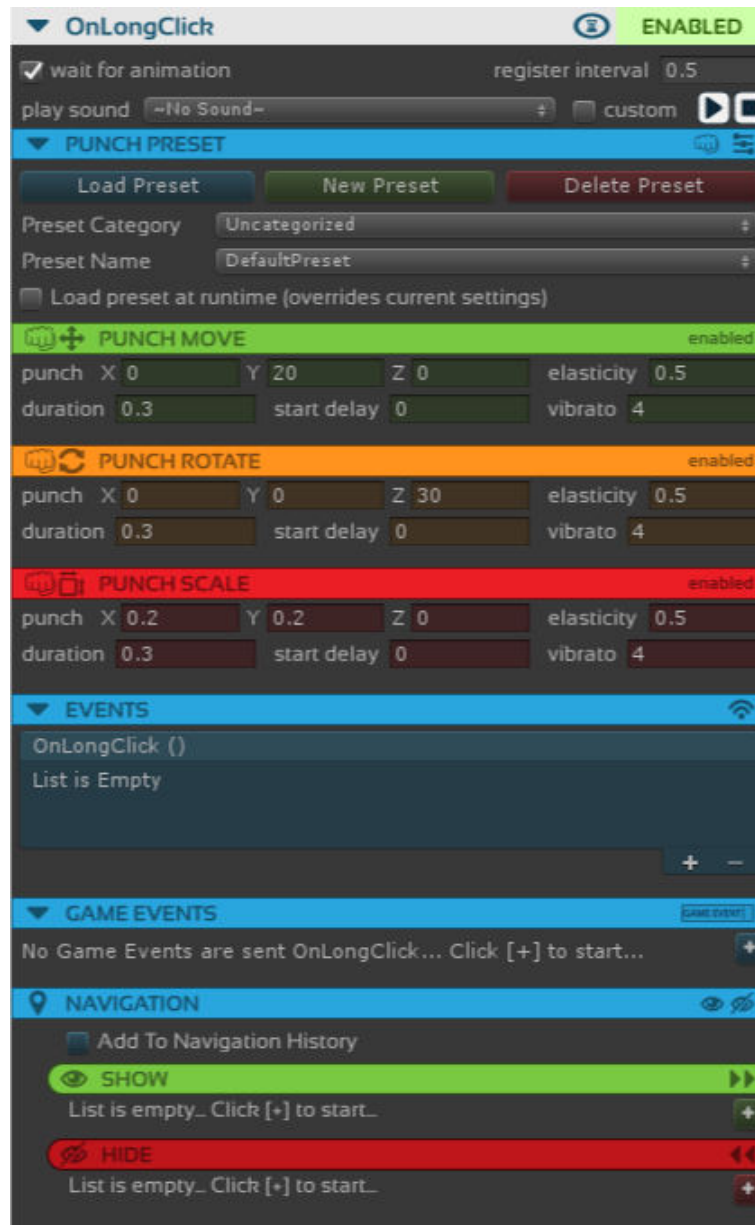 OnLongClick ENABLED
wait for animation register interval 0.5
play sound ~No Sound~ custom
PUNCH PRESET
Load Preset New Preset Delete Preset
Preset Category Uncategorized
Preset Name DefaultPreset
Load preset at runtime (overrides current settings)
PUNCH MOVE enabled
punch X 0 Y 20 Z 0 elasticity 0.5
duration 0.3 start delay 0 vibrato 4
PUNCH ROTATE enabled
punch X 0 Y 0 Z 30 elasticity 0.5
duration 0.3 start delay 0 vibrato 4
PUNCH SCALE enabled
punch X 0.2 Y 0.2 Z 0 elasticity 0.5
duration 0.3 start delay 0 vibrato 4
EVENTS
OnLongClick ()
List is Empty
+ −
GAME EVENTS GAME EVENT
No Game Events are sent OnLongClick... Click [+] to start... +
NAVIGATION
Add To Navigation History
SHOW
List is empty... Click [+] to start... +
HIDE
List is empty... Click [+] to start... +